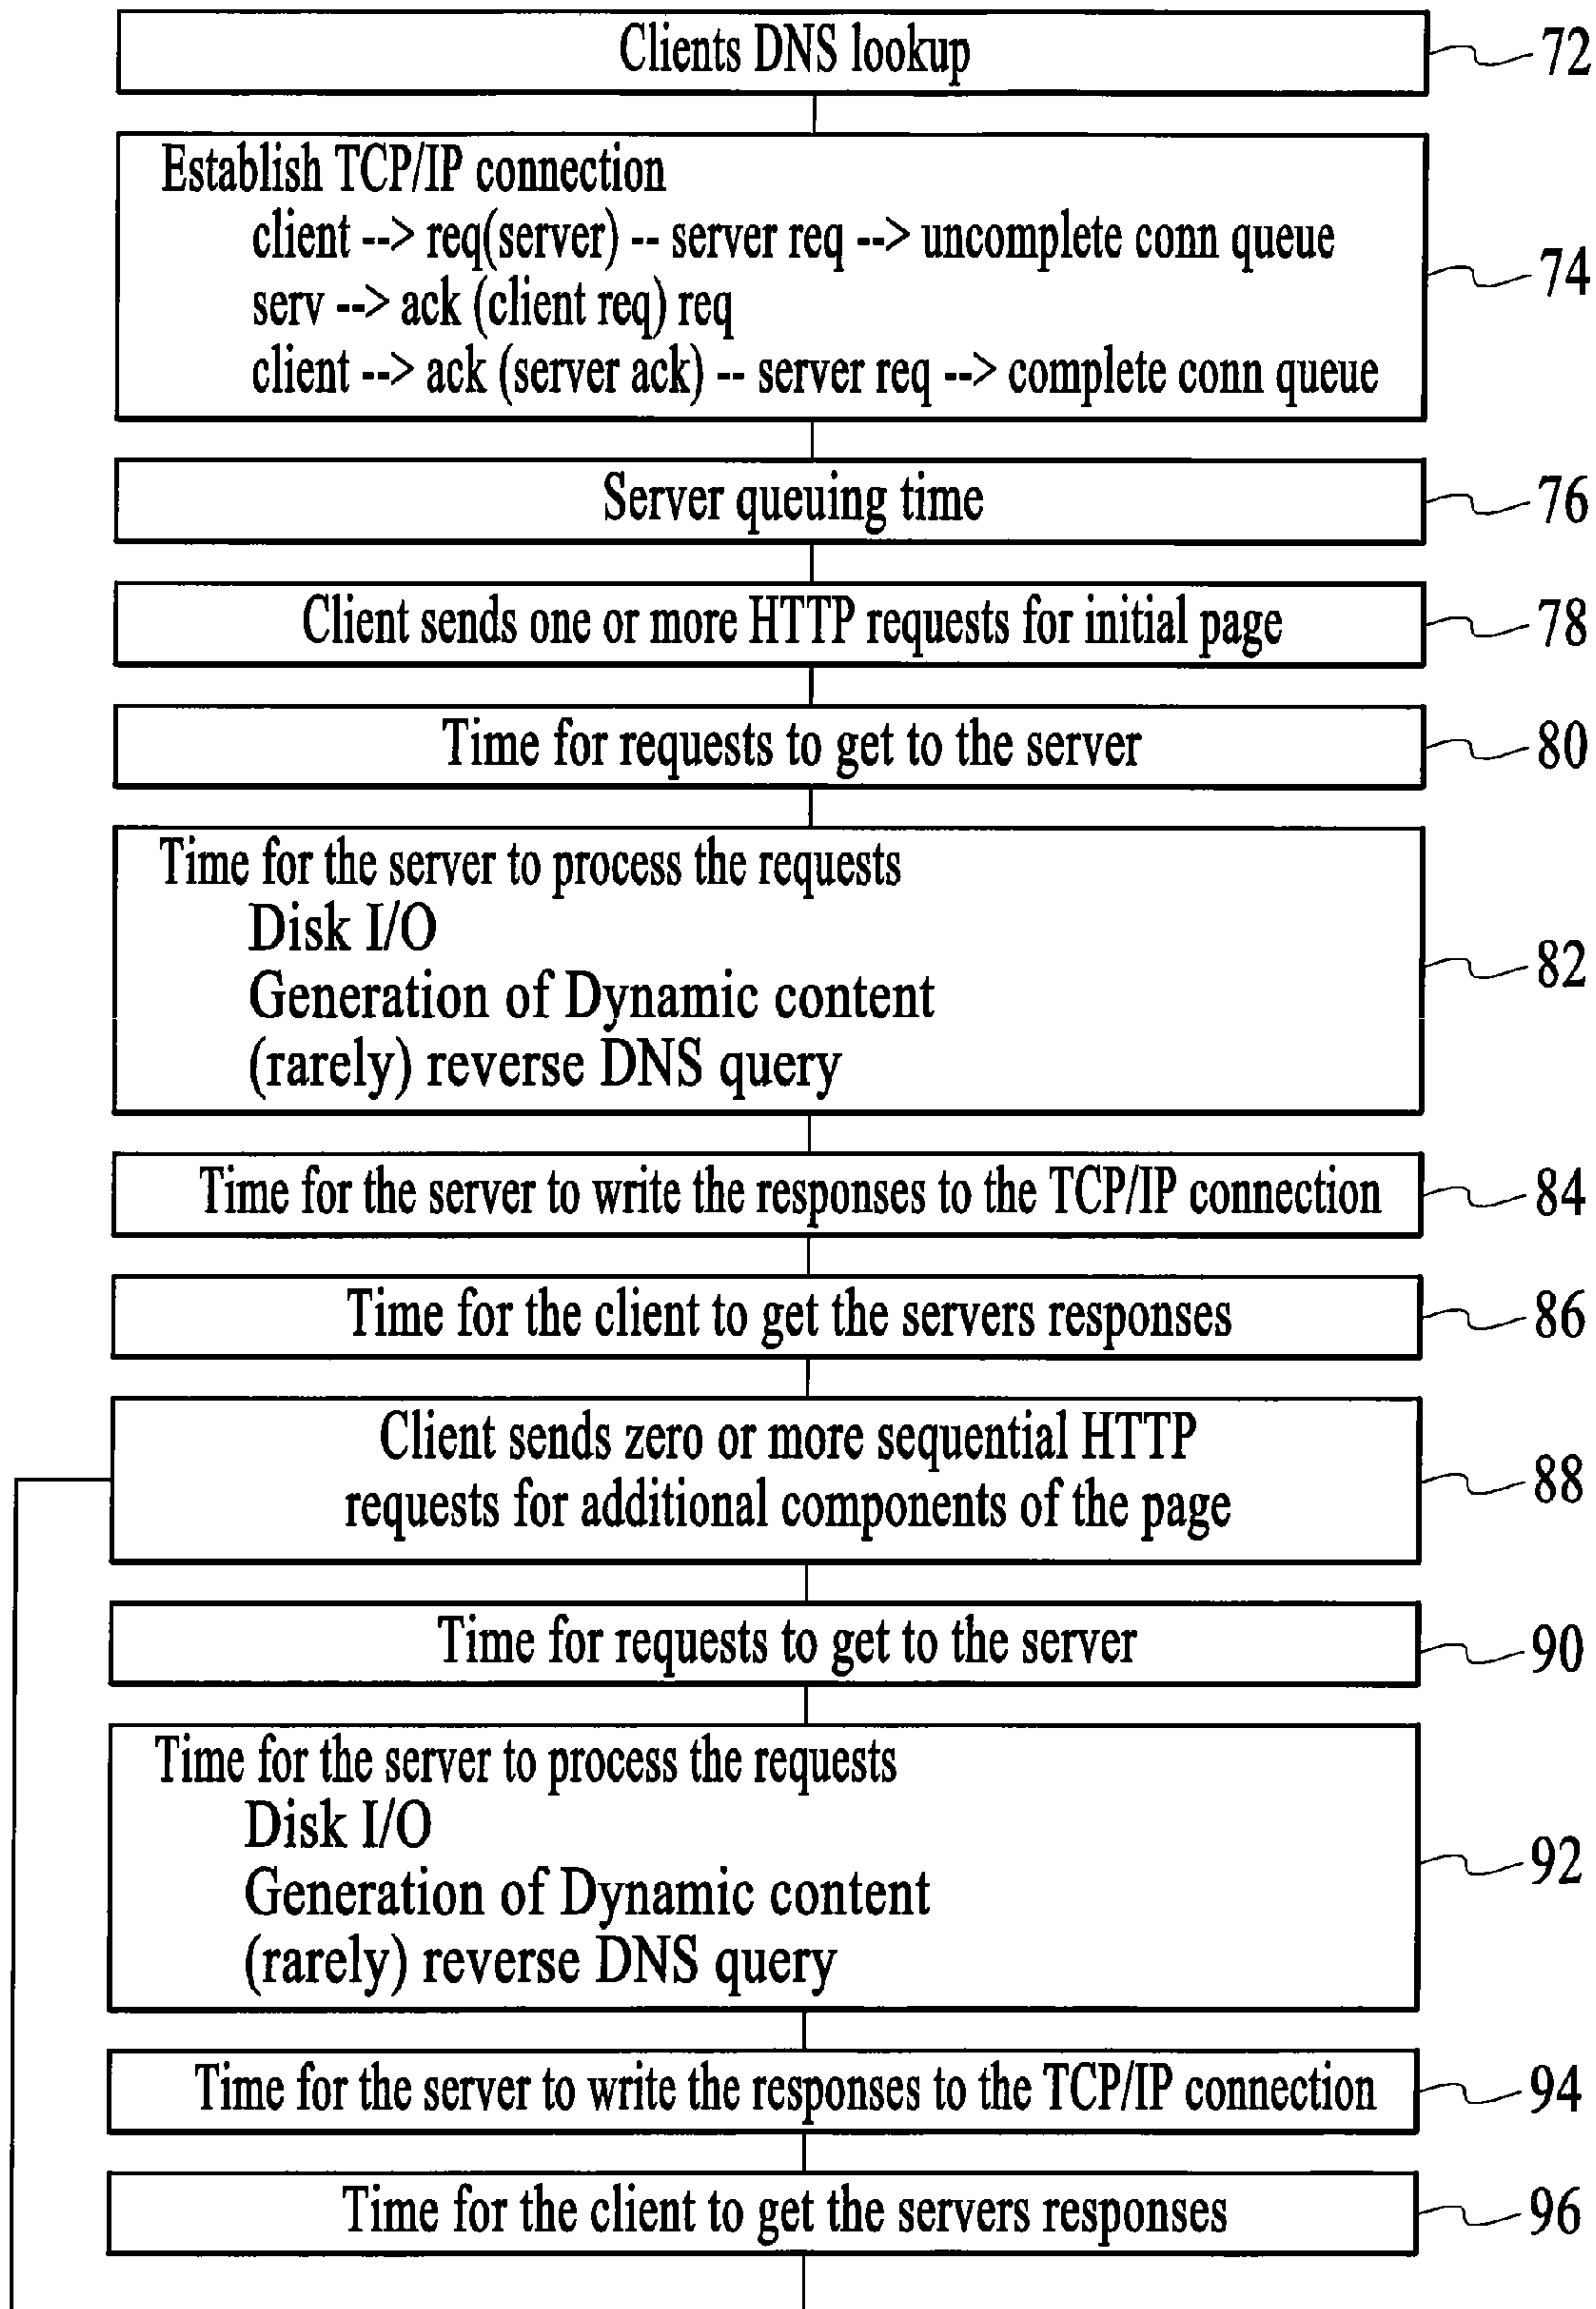 Clients DNS lookup
72
Establish TCP/IP connection
client --> req(server) -- server req --> uncomplete conn queue
serv --> ack (client req) req
client --> ack (server ack) -- server req --> complete conn queue
74
Server queuing time
76
Client sends one or more HTTP requests for initial page
78
Time for requests to get to the server
80
Time for the server to process the requests
Disk I/O
Generation of Dynamic content
(rarely) reverse DNS query
82
Time for the server to write the responses to the TCP/IP connection
84
Time for the client to get the servers responses
86
Client sends zero or more sequential HTTP
requests for additional components of the page
88
Time for requests to get to the server
90
Time for the server to process the requests
Disk I/O
Generation of Dynamic content
(rarely) reverse DNS query
92
Time for the server to write the responses to the TCP/IP connection
94
Time for the client to get the servers responses
96